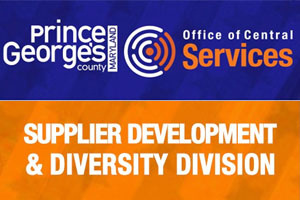 Prince
George's
county
MARYLAND
Office of Central
Services
SUPPLIER DEVELOPMENT
& DIVERSITY DIVISION